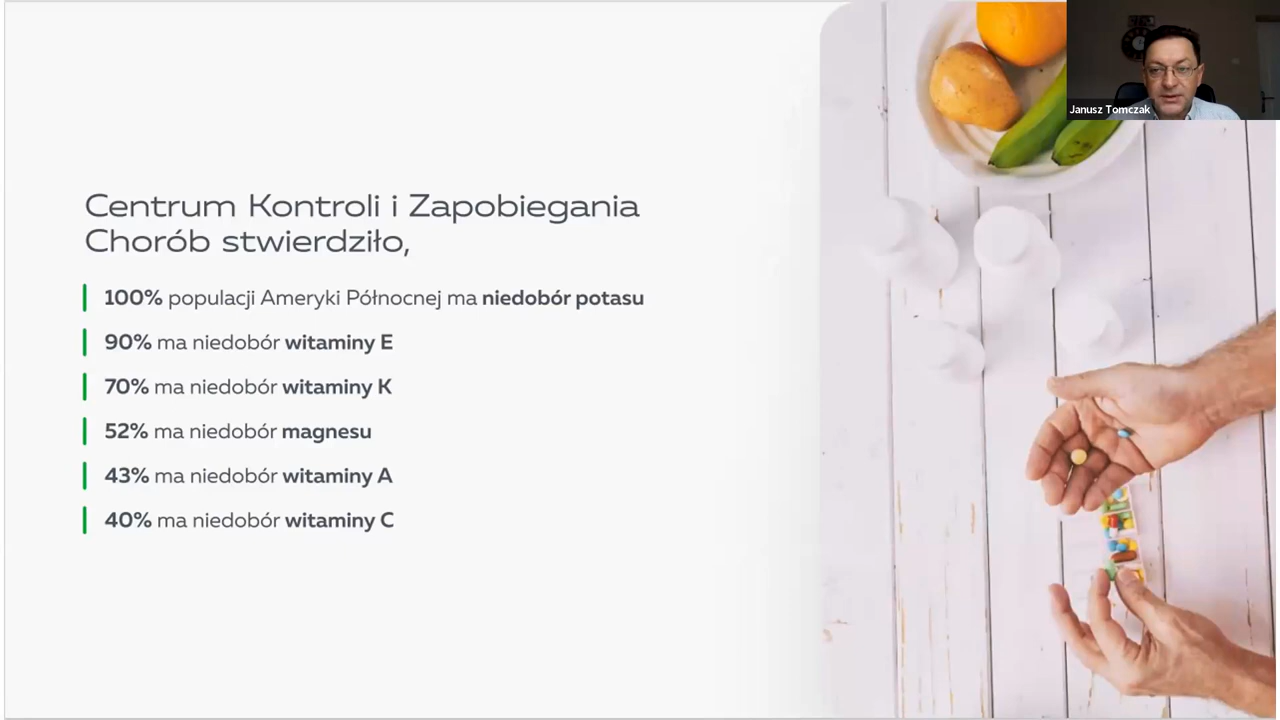 Janusz Tomczak
Centrum Kontroli i Zapobiegania
Chorób stwierdziło,
100% populacji Ameryki Północnej ma niedobór potasu
90% ma niedobór witaminy E
70% ma niedobór witaminy K
52% ma niedobór magnesu
43% ma niedobór witaminy A
40% ma niedobór witaminy C